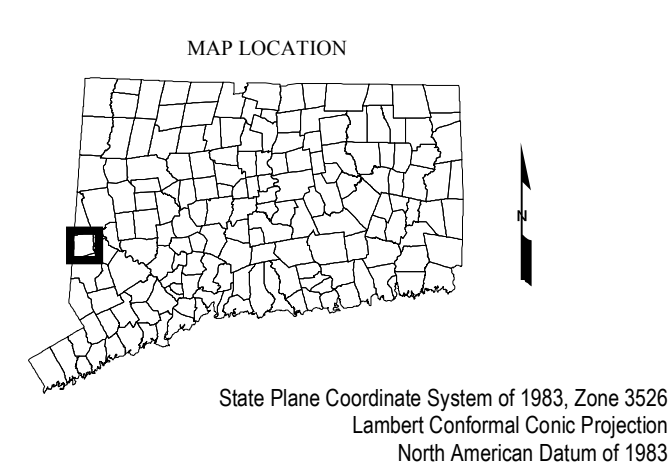 MAP LOCATION
N
State Plane Coordinate System of 1983, Zone 3526
Lambert Conformal Conic Projection
North American Datum of 1983